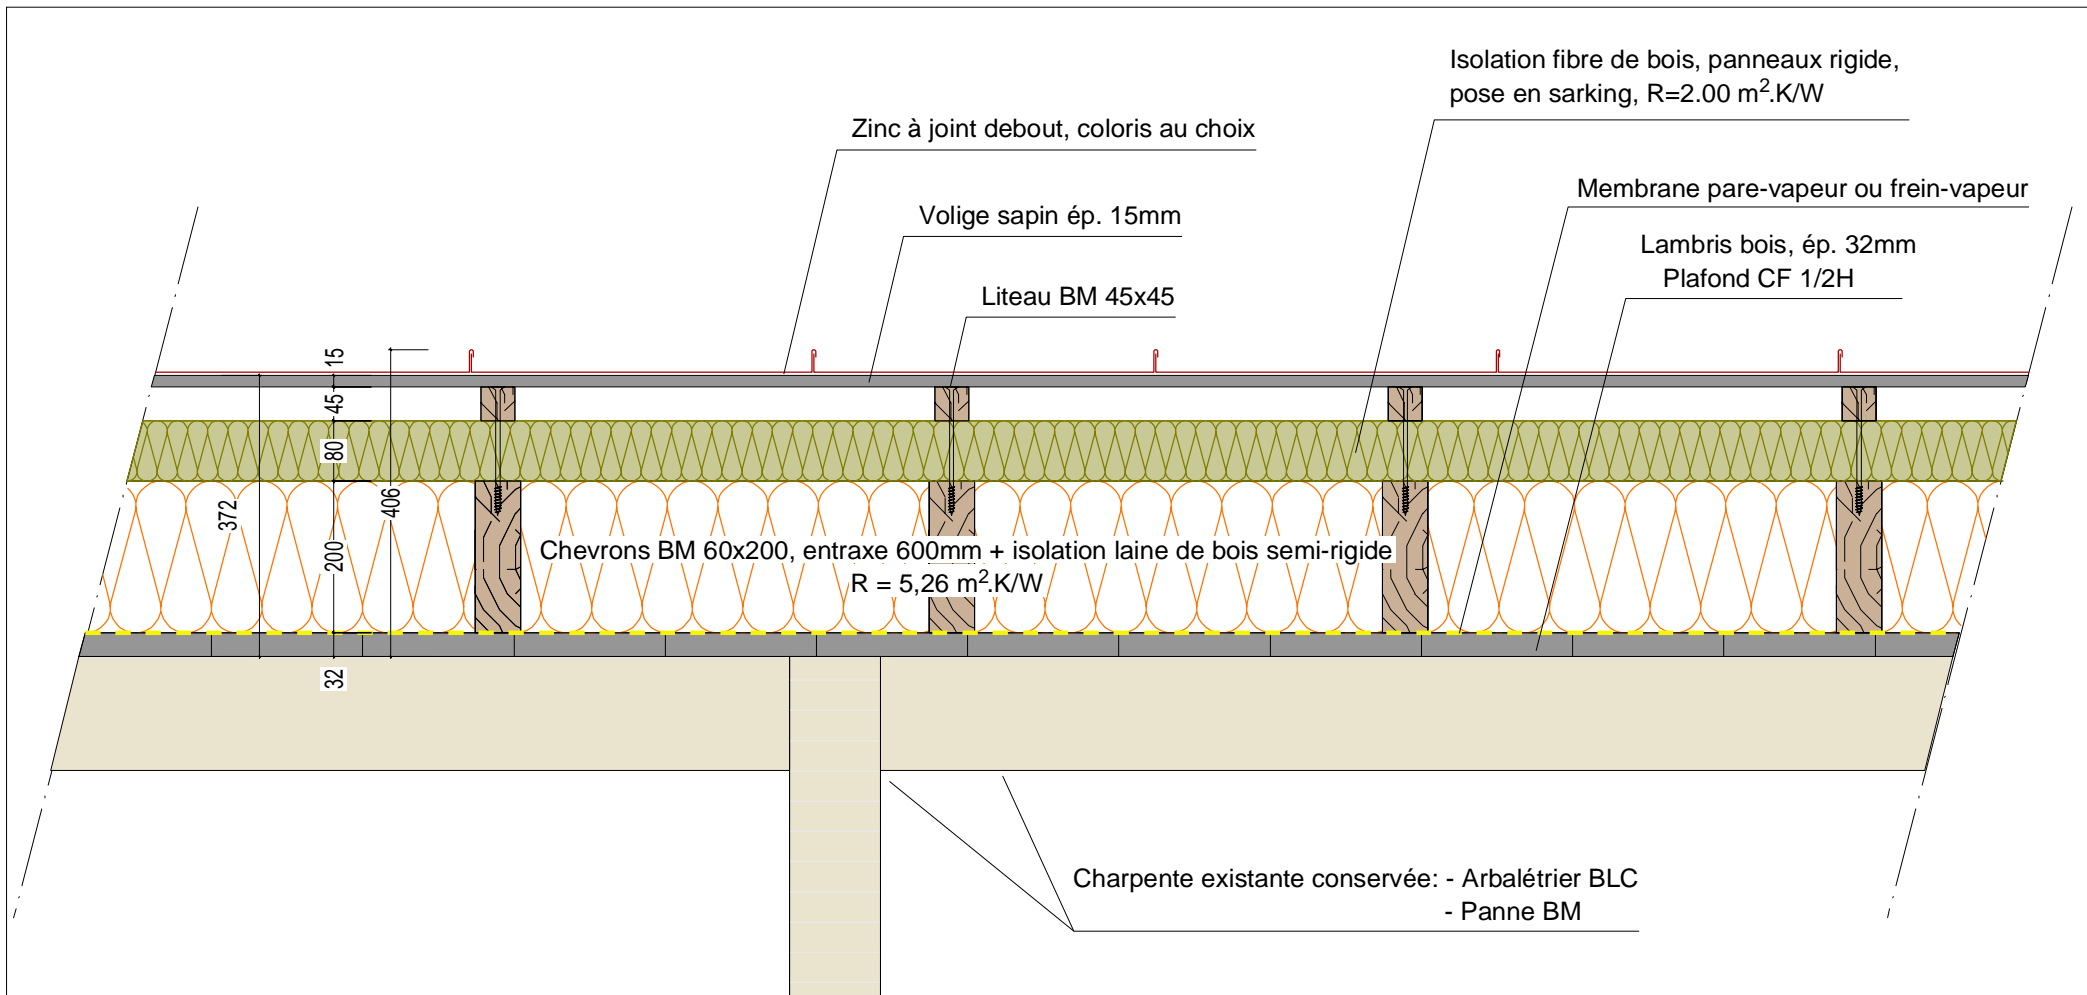 Isolation fibre de bois, panneaux rigide,
pose en sarking, R=2.00 m².K/W
Zinc à joint debout, coloris au choix
Membrane pare-vapeur ou frein-vapeur
Volige sapin ép. 15mm
Lambris bois, ép. 32mm
Plafond CF 1/2H
Liteau BM 45x45
15
45
80
406
372
200
32
Chevrons BM 60x200, entraxe 600mm + isolation laine de bois semi-rigide
R = 5,26 m².K/W
Charpente existante conservée: - Arbalétrier BLC
- Panne BM